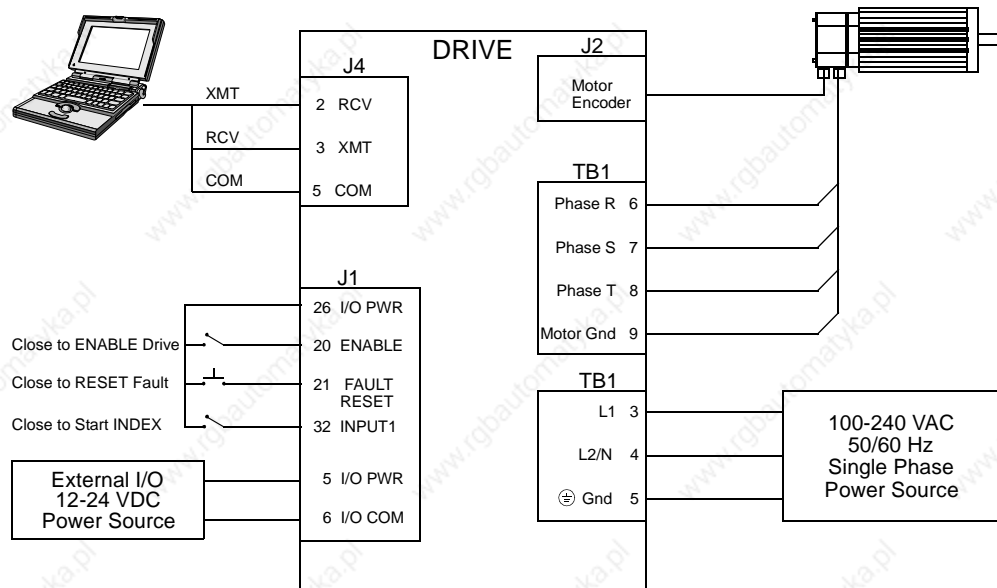 DRIVE
J4
XMT
2 RCV
RCV
3 XMT
COM
5 COM
J1
26 I/O PWR
Close to ENABLE Drive
20 ENABLE
Close to RESET Fault
21 FAULT
RESET
Close to Start INDEX
32 INPUT1
External I/O
12-24 VDC
Power Source
5 I/O PWR
6 I/O COM
J2
Motor
Encoder
TB1
Phase R 6
Phase S 7
Phase T 8
Motor Gnd 9
TB1
L1 3
L2/N 4
Gnd 5
100-240 VAC
50/60 Hz
Single Phase
Power Source
www.rgbautomatyka.pl